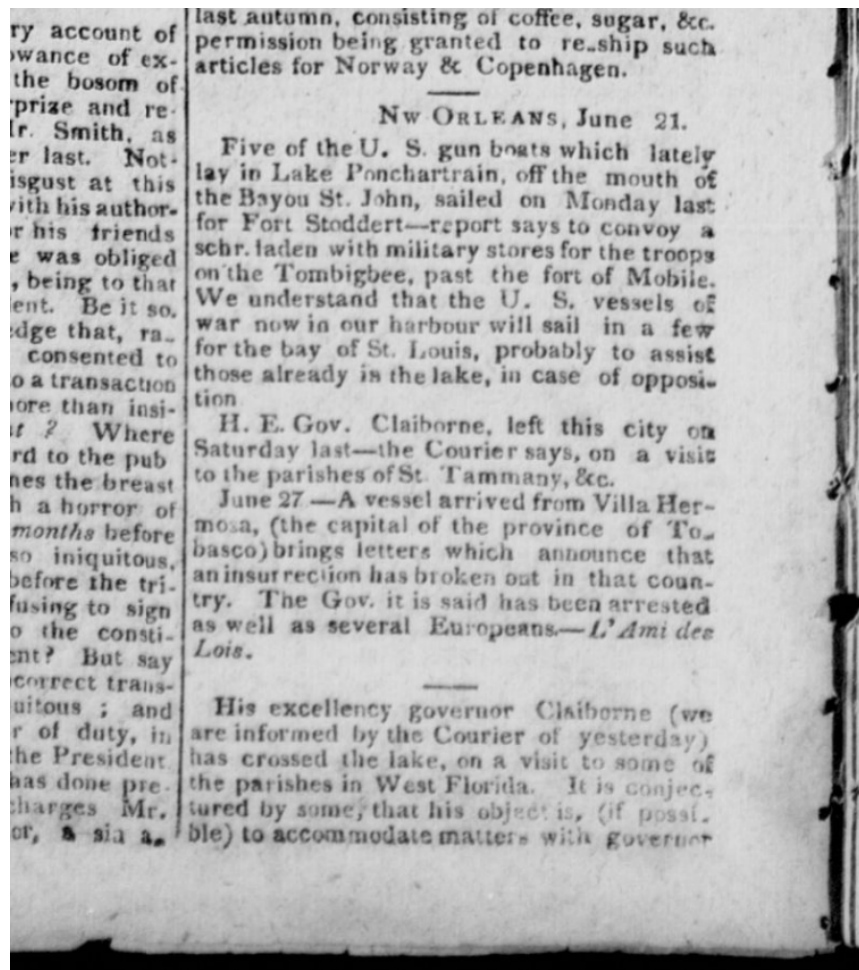 ry account of
owance of ex-
the bosom of
rprize and re-
Ir. Smith, as
er last. Not-
isgust at this
with his author-
or his friends
e was obliged
, being to that
ent. Be it so.
edge that, ra-
consented to
o a transaction
more than insi-
t ? Where
rd to the pub
nes the breast
h a horror of
months before
so iniquitous,
before the tri-
fusing to sign
o the consti-
ent? But say
correct trans-
uitous ; and
r of duty, in
the President
has done pre-
charges Mr.
or, a sin a-
last autumn, consisting of coffee, sugar, &c.
permission being granted to re-ship such
articles for Norway & Copenhagen.
NW ORLEANS, June 21.
Five of the U. S. gun boats which lately
lay in Lake Ponchartrain, off the mouth of
the Bayou St. John, sailed on Monday last
for Fort Stoddert—report says to convoy a
schr. laden with military stores for the troops
on the Tombigbee, past the fort of Mobile.
We understand that the U. S. vessels of
war now in our harbour will sail in a few
for the bay of St. Louis, probably to assist
those already in the lake, in case of opposi-
tion
H. E. Gov. Claiborne, left this city on
Saturday last—the Courier says, on a visit
to the parishes of St. Tammany, &c.
June 27.—A vessel arrived from Villa Her-
mosa, (the capital of the province of To-
basco) brings letters which announce that
an insurrection has broken out in that coun-
try. The Gov. it is said has been arrested
as well as several Europeans.—L'Ami des
Lois.
His excellency governor Claiborne (we
are informed by the Courier of yesterday)
has crossed the lake, on a visit to some of
the parishes in West Florida. It is conjec-
tured by some, that his object is, (if possi-
ble) to accommodate matters with governor